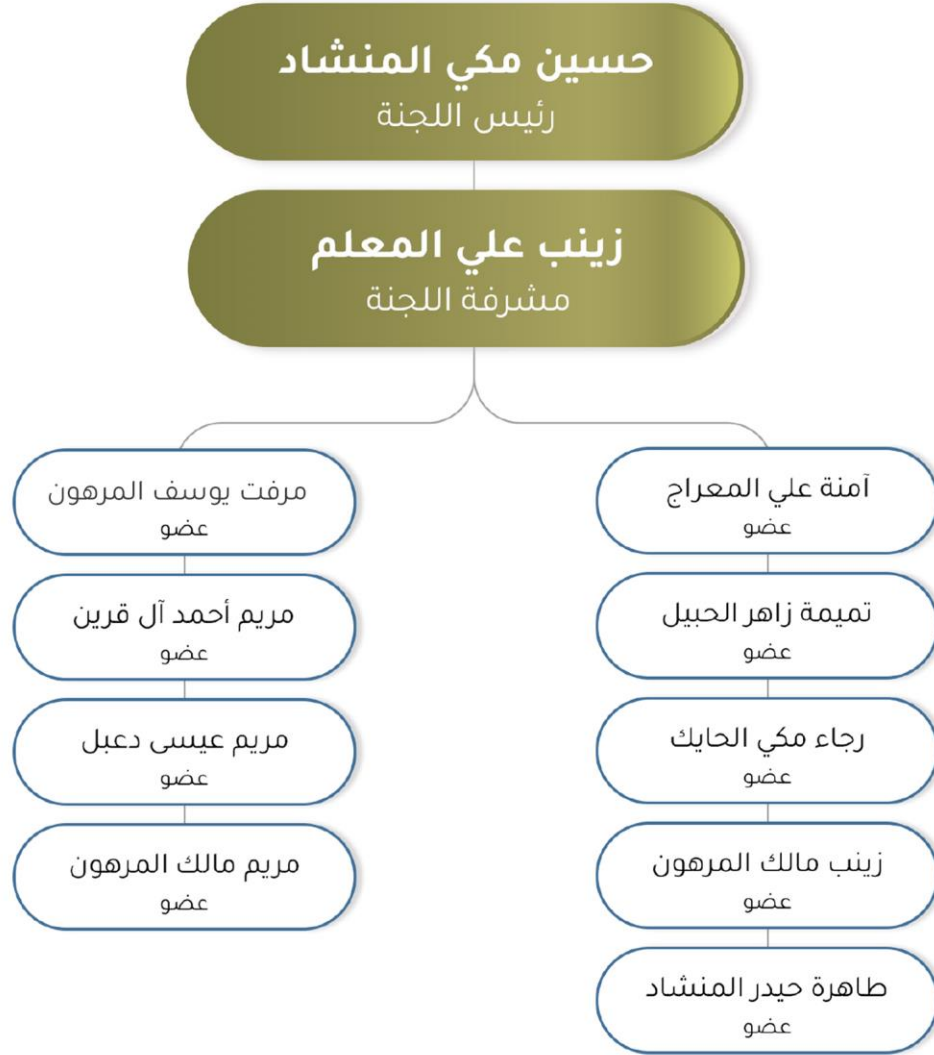 حسين مكي المنشاد
رئيس اللجنة
زينب علي المعلم
مشرفة اللجنة
آمنة علي المعراج
عضو
تميمة زاهر الحبيل
عضو
رجاء مكي الحايك
عضو
زينب مالك المرهون
عضو
طاهرة حيدر المنشاد
عضو
مرفت يوسف المرهون
عضو
مريم أحمد آل قرين
عضو
مريم عيسى دعبل
عضو
مريم مالك المرهون
عضو